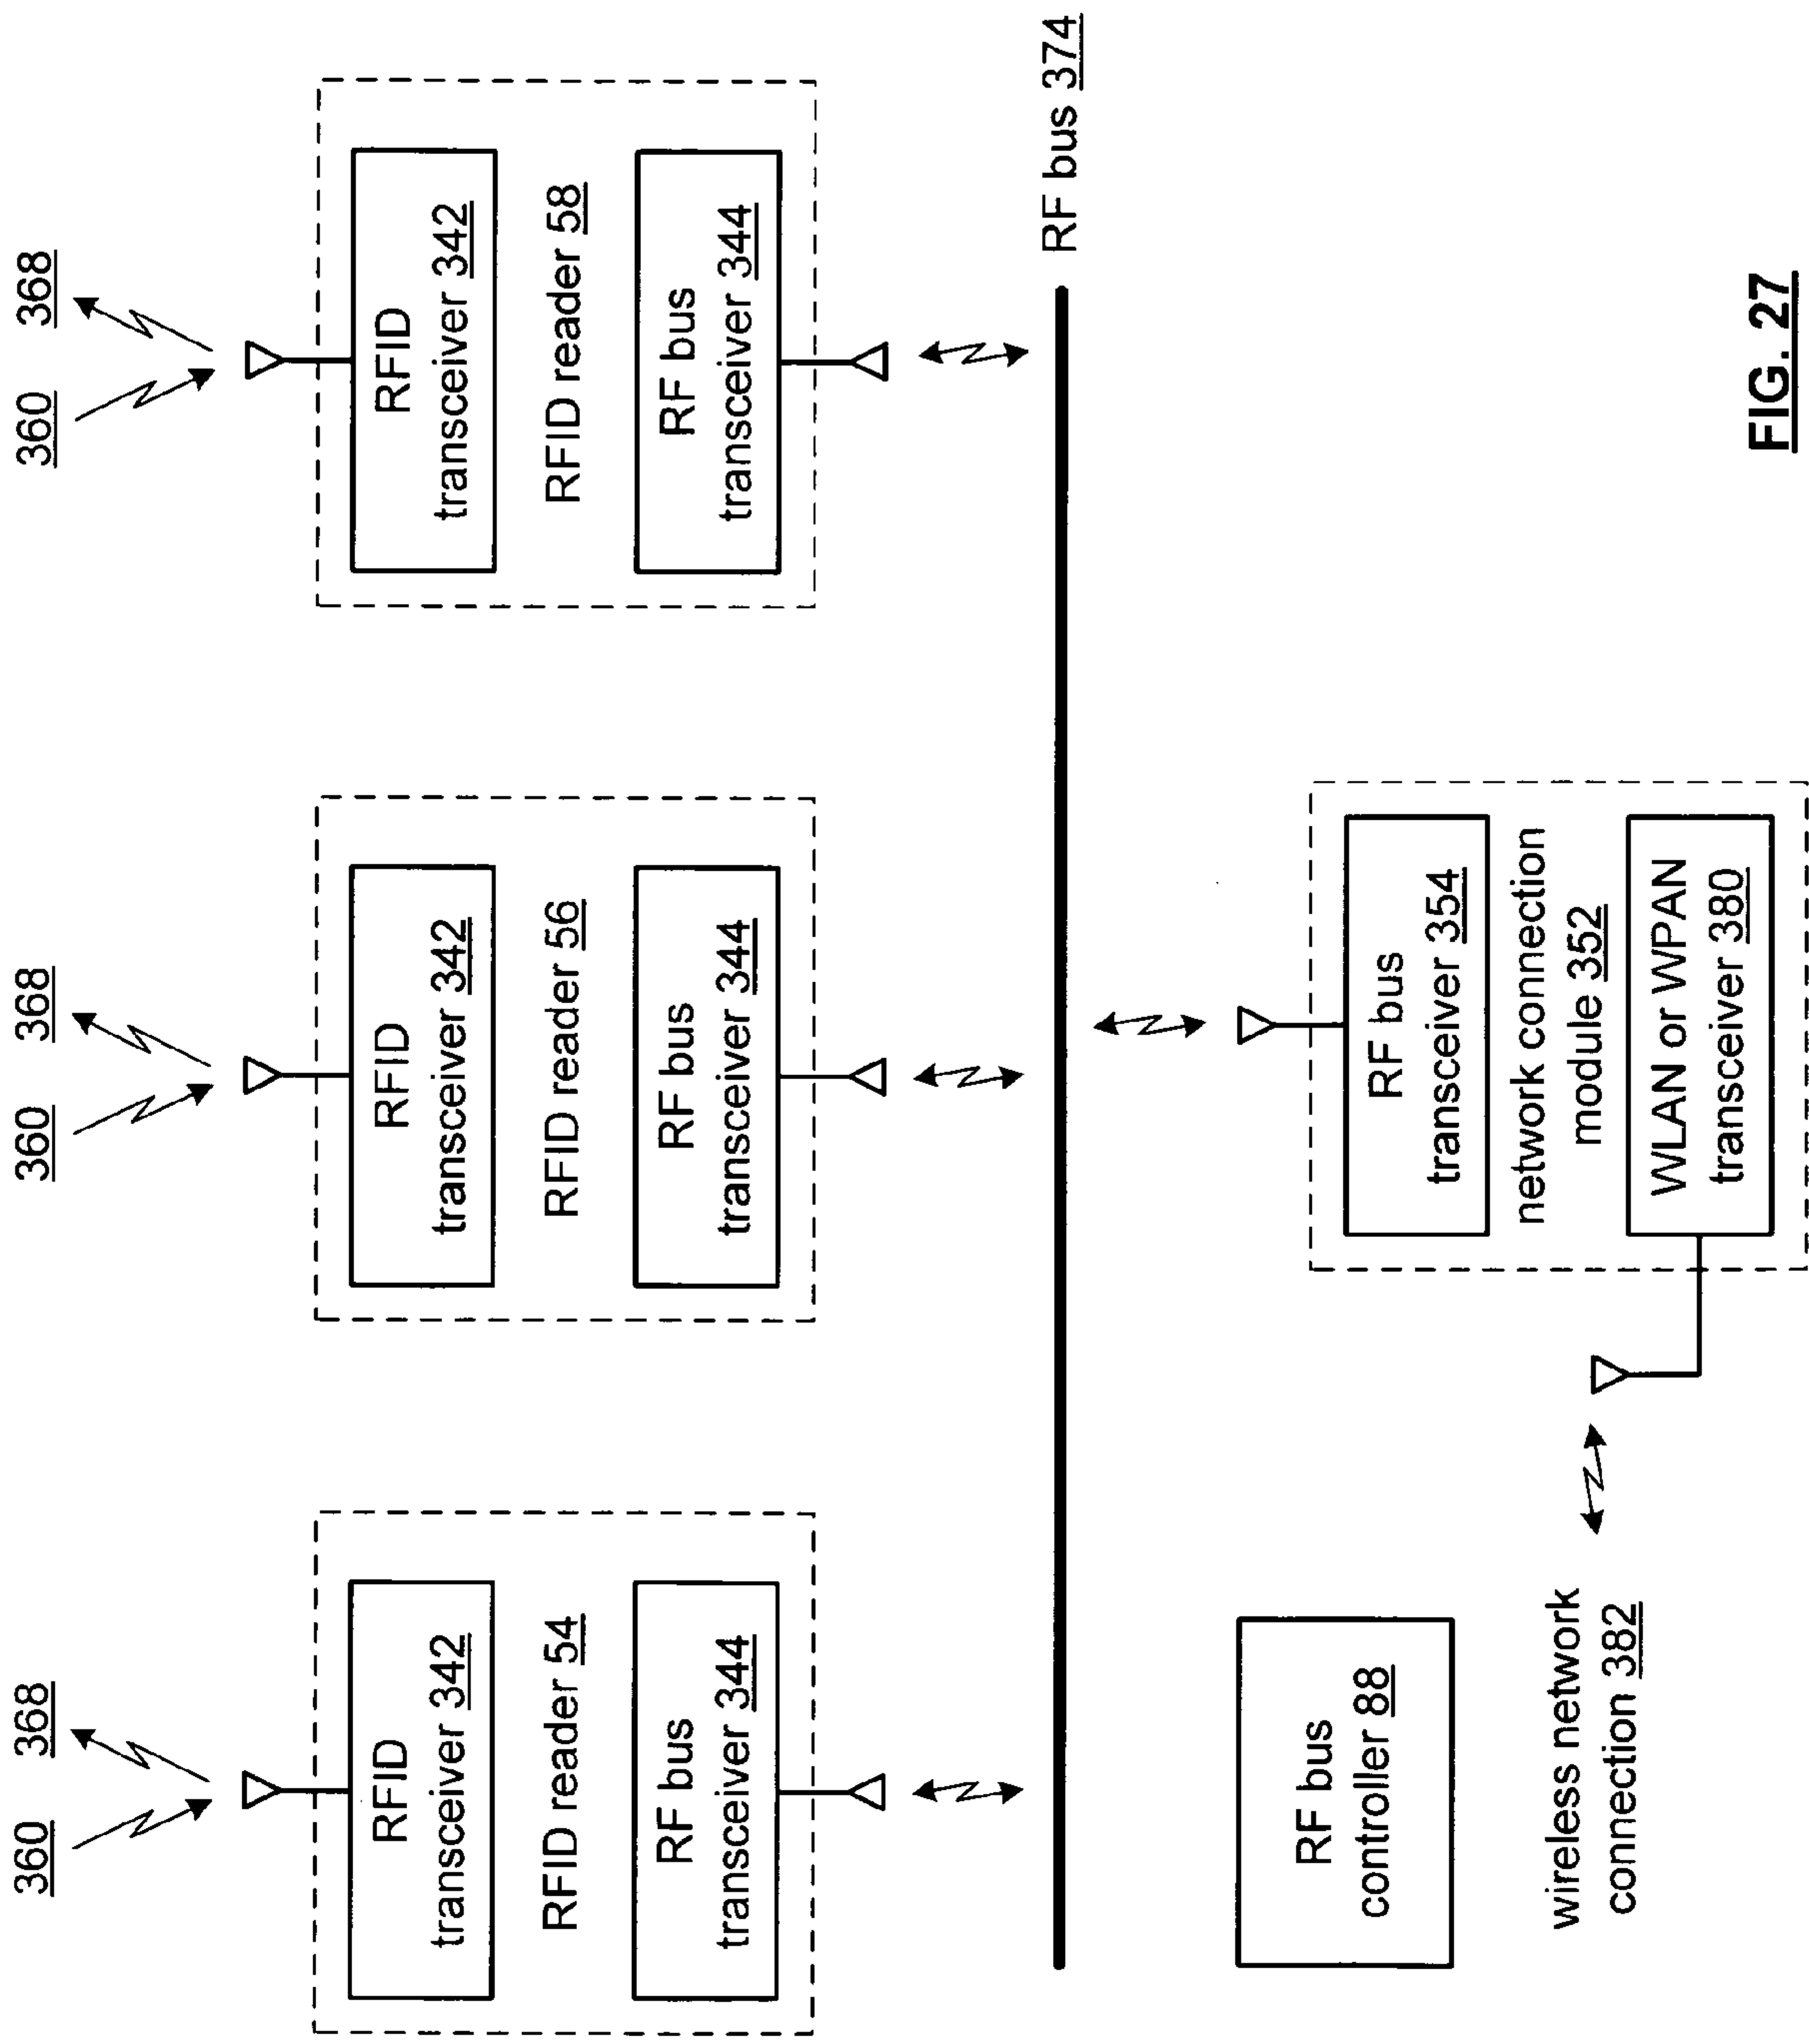 360 368
360 368
360 368
RFID
transceiver 342
RFID reader 54
RF bus
transceiver 344
RFID
transceiver 342
RFID reader 56
RF bus
transceiver 344
RFID
transceiver 342
RFID reader 58
RF bus
transceiver 344
RF bus 374
RF bus
controller 88
wireless network
connection 382
RF bus
transceiver 354
network connection
module 352
WLAN or WPAN
transceiver 380
FIG. 27